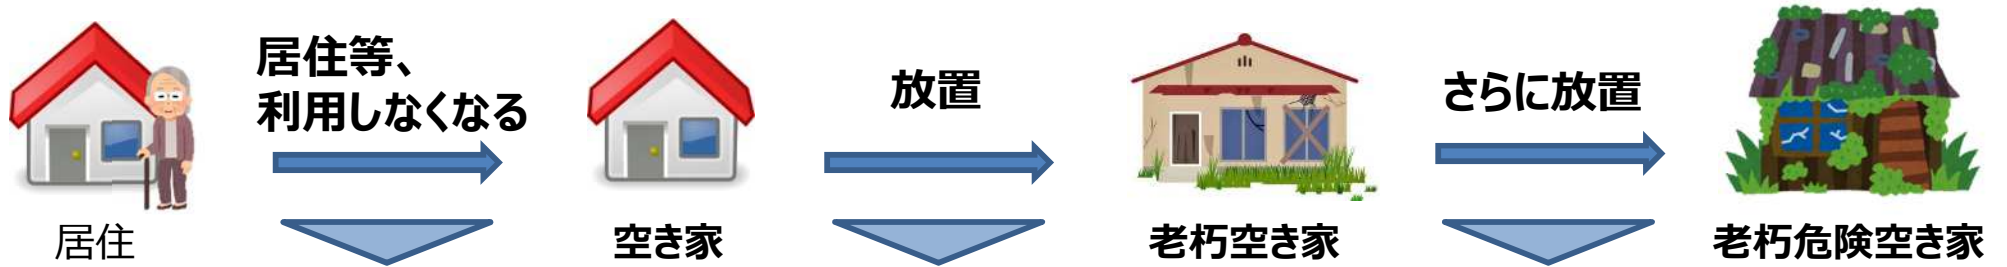 居住等、
利用しなくなる
放置
さらに放置
居住
空き家
老朽空き家
老朽危険空き家